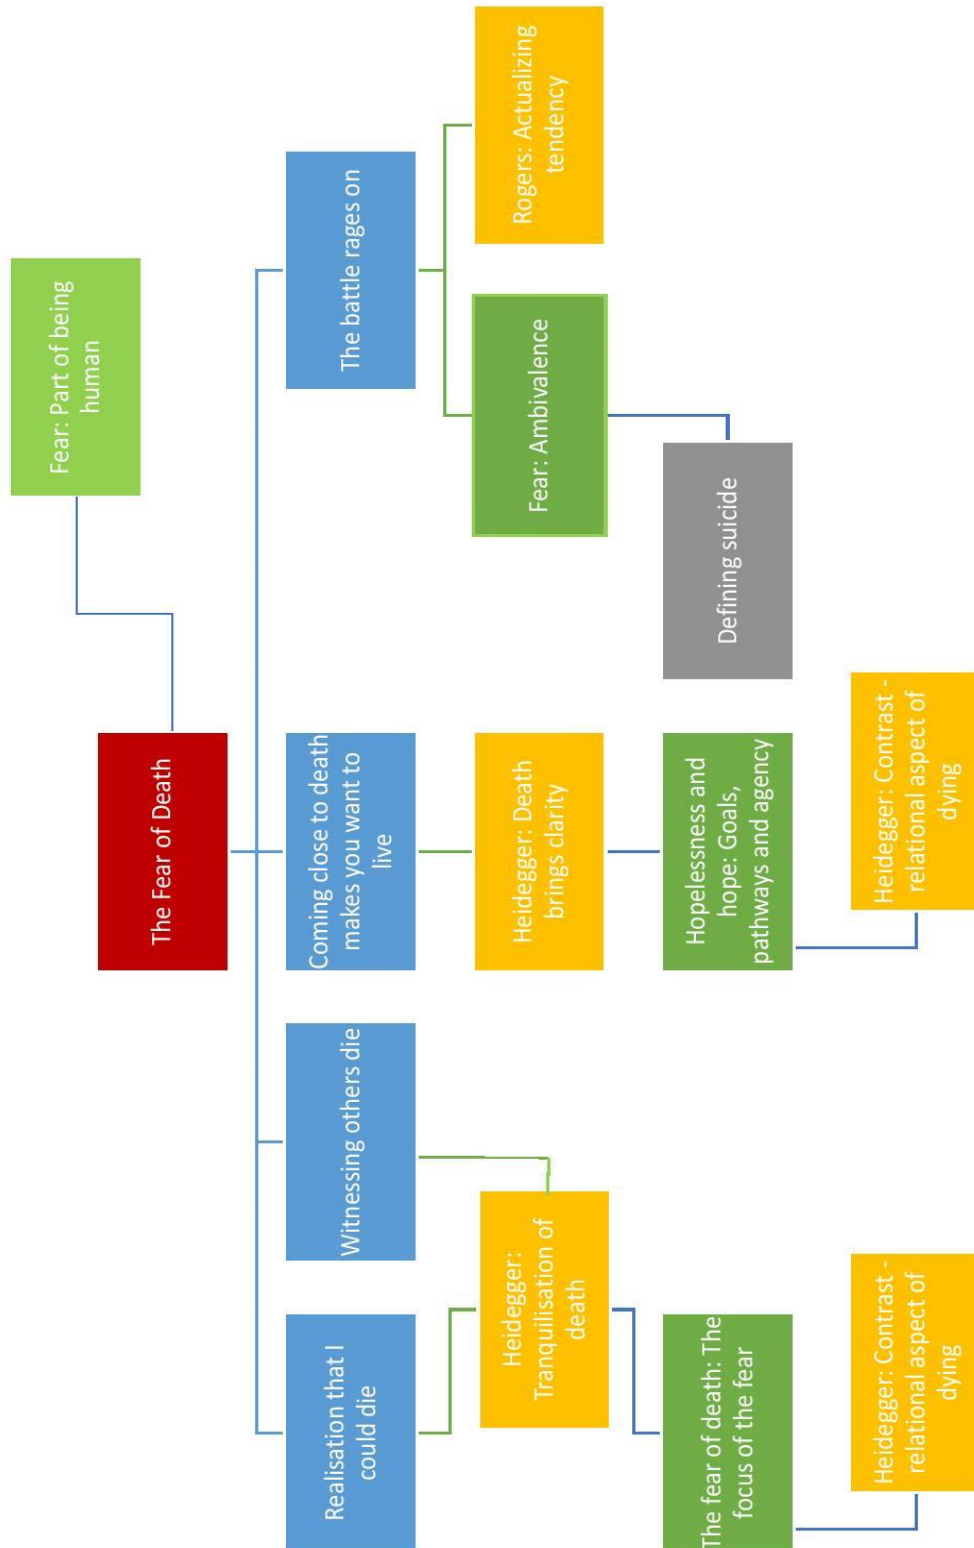 Fear: Part of being
human
The Fear of Death
Realisation that I
could die
Witnessing others die
Coming close to death
makes you want to
live
The battle rages on
Heidegger:
Tranquilisation of
death
Heidegger: Death
brings clarity
Fear: Ambivalence
Rogers: Actualizing
tendency
The fear of death: The
focus of the fear
Hopelessness and
hope: Goals,
pathways and agency
Defining suicide
Heidegger: Contrast -
relational aspect of
dying
Heidegger: Contrast -
relational aspect of
dying